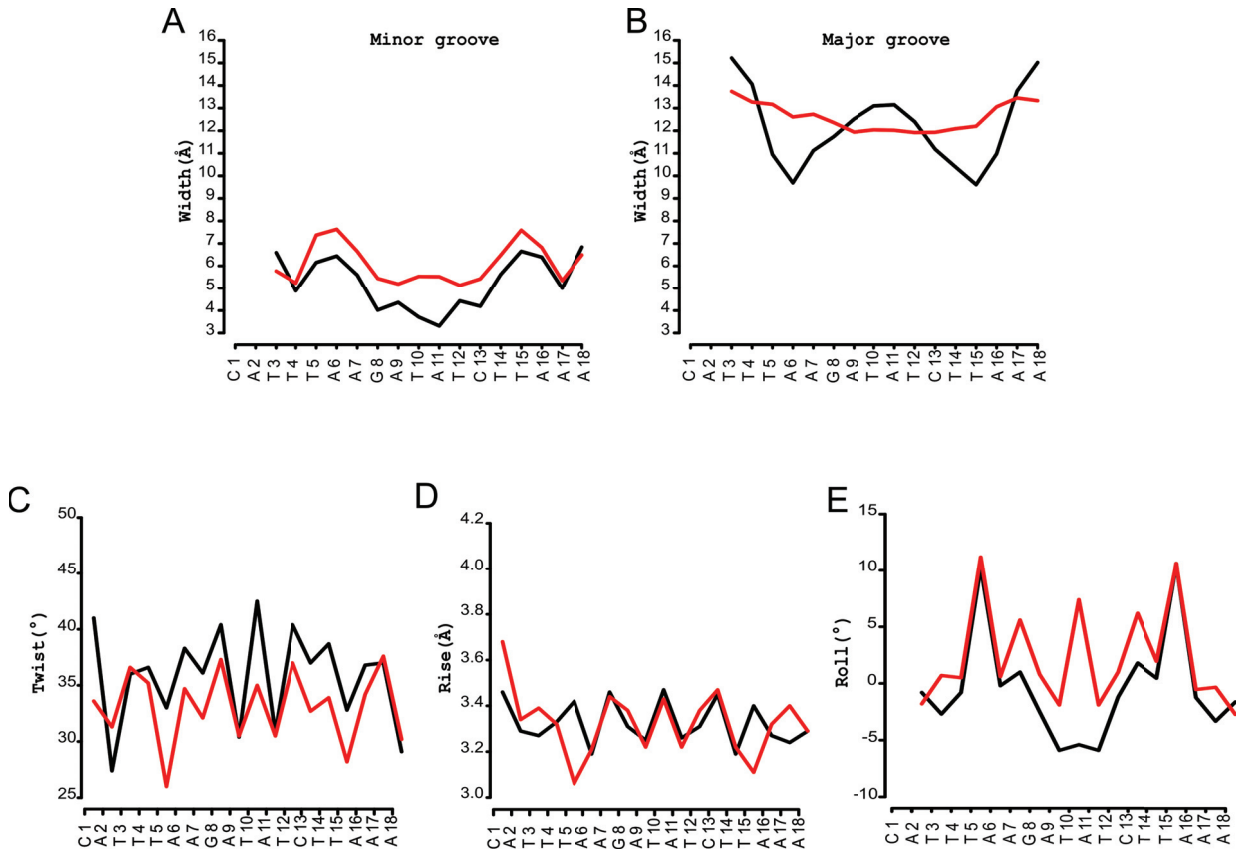 A
Minor groove
16
15
14
13
12
11
10
9
8
7
6
5
4
3
Width(Å)
C 1
A 2
T 3
T 4
T 5
A 6
A 7
G 8
A 9
T 10
A 11
T 12
C 13
T 14
T 15
A 16
A 17
A 18
B
Major groove
16
15
14
13
12
11
10
9
8
7
6
5
4
3
Width(Å)
C 1
A 2
T 3
T 4
T 5
A 6
A 7
G 8
A 9
T 10
A 11
T 12
C 13
T 14
T 15
A 16
A 17
A 18
C
50
45
40
35
30
25
Twist(°)
C 1
A 2
T 3
T 4
T 5
A 6
A 7
G 8
A 9
T 10
A 11
T 12
C 13
T 14
T 15
A 16
A 17
A 18
D
4.2
4.0
3.8
3.6
3.4
3.2
3.0
Rise(Å)
C 1
A 2
T 3
T 4
T 5
A 6
A 7
G 8
A 9
T 10
A 11
T 12
C 13
T 14
T 15
A 16
A 17
A 18
E
15
10
5
0
-5
-10
Roll(°)
C 1
A 2
T 3
T 4
T 5
A 6
A 7
G 8
A 9
T 10
A 11
T 12
C 13
T 14
T 15
A 16
A 17
A 18